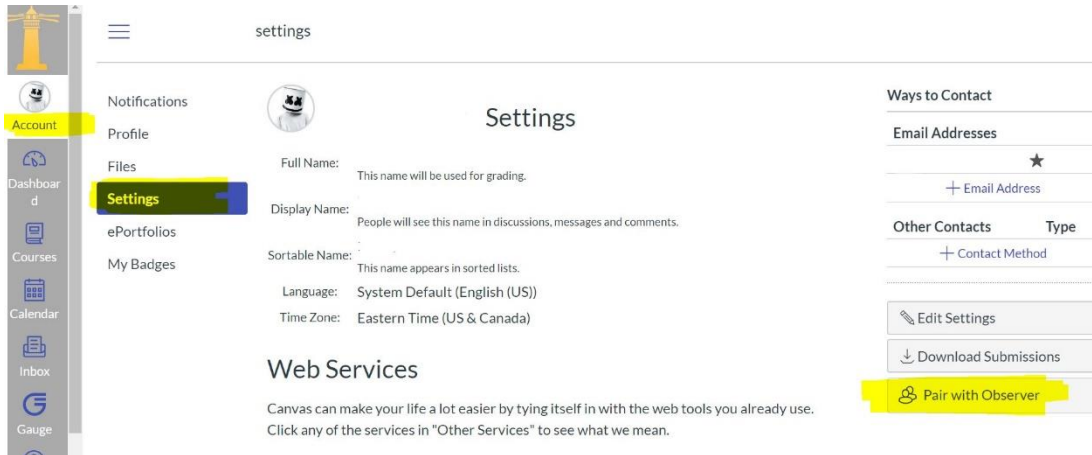 settings
Account
Dashboar
d
Courses
Calendar
Inbox
Gauge
Notifications
Profile
Files
Settings
ePortfolios
My Badges
Settings
Full Name:
This name will be used for grading.
Display Name:
People will see this name in discussions, messages and comments.
Sortable Name:
This name appears in sorted lists.
Language: System Default (English (US))
Time Zone: Eastern Time (US & Canada)
Web Services
Canvas can make your life a lot easier by tying itself in with the web tools you already use.
Click any of the services in "Other Services" to see what we mean.
Ways to Contact
Email Addresses
+ Email Address
Other Contacts Type
+ Contact Method
Edit Settings
Download Submissions
Pair with Observer